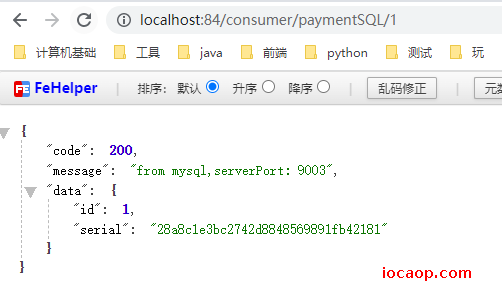 localhost:84/consumer/paymentSQL/1
计算机基础 工具 java 前端 python 测试 玩
FeHelper 排序: 默认 升序 降序 乱码修正 元数
{
"code": 200,
"message": "from mysql,serverPort: 9003",
"data": {
"id": 1,
"serial": "28a8c1e3bc2742d8848569891fb42181"
}
}
iocaop.com